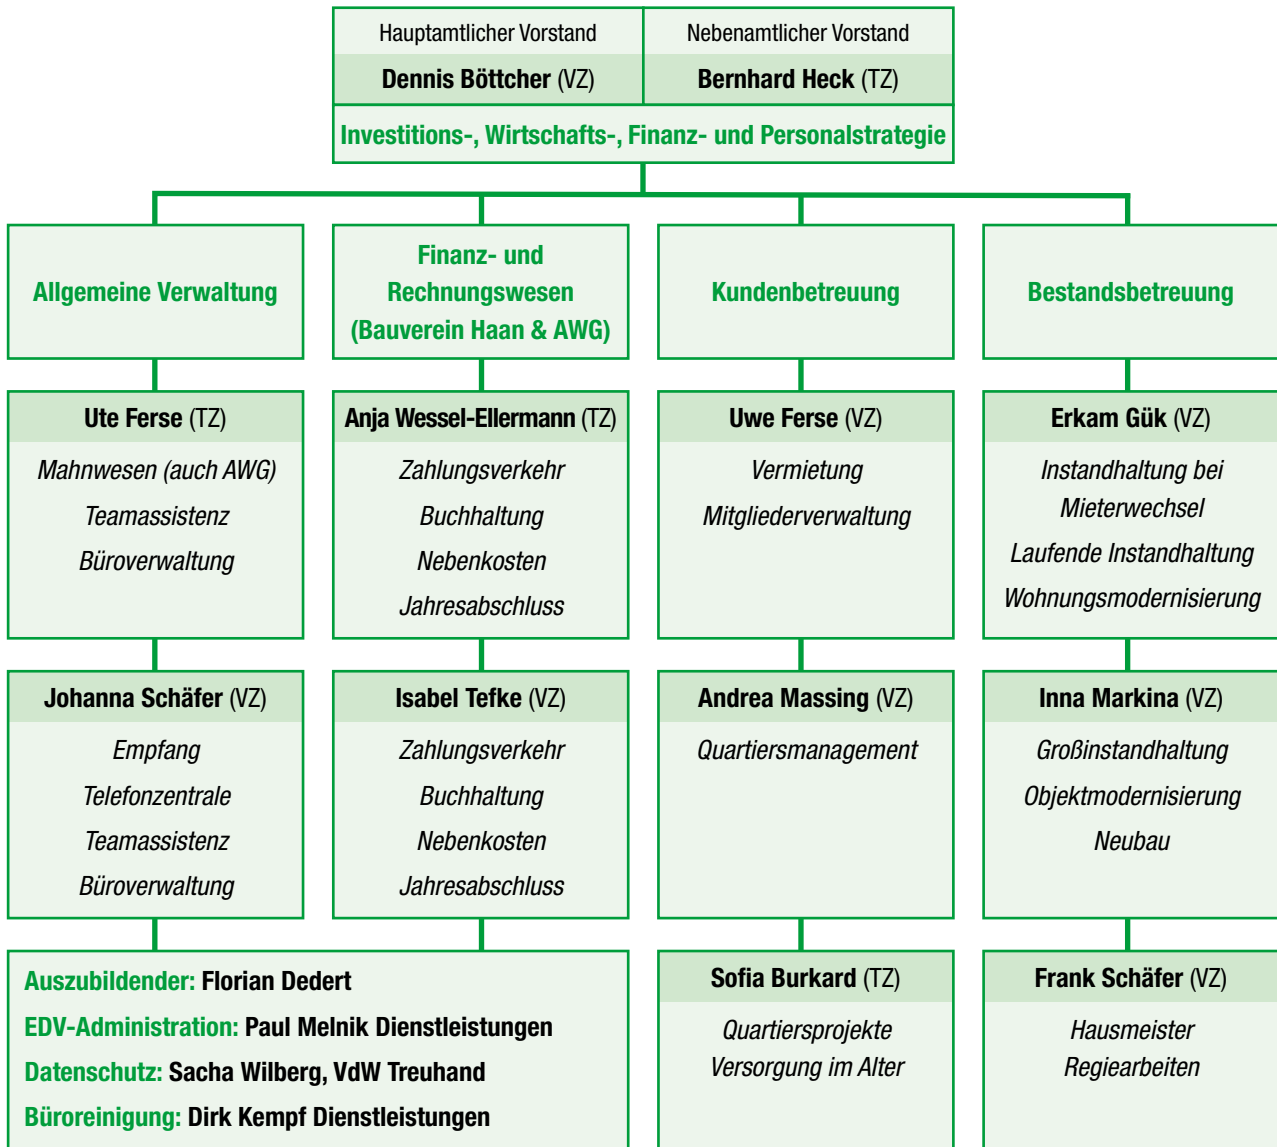 Hauptamtlicher Vorstand
Dennis Böttcher (VZ)
Nebenamtlicher Vorstand
Bernhard Heck (TZ)
Investitions-, Wirtschafts-, Finanz- und Personalstrategie
Allgemeine Verwaltung
Finanz- und
Rechnungswesen
(Bauverein Haan & AWG)
Kundenbetreuung
Bestandsbetreuung
Ute Ferse (TZ)
Mahnwesen (auch AWG)
Teamassistenz
Büroverwaltung
Anja Wessel-Ellermann (TZ)
Zahlungsverkehr
Buchhaltung
Nebenkosten
Jahresabschluss
Uwe Ferse (VZ)
Vermietung
Mitgliederverwaltung
Erkam Gük (VZ)
Instandhaltung bei
Mieterwechsel
Laufende Instandhaltung
Wohnungsmodernisierung
Johanna Schäfer (VZ)
Empfang
Telefonzentrale
Teamassistenz
Büroverwaltung
Isabel Tefke (VZ)
Zahlungsverkehr
Buchhaltung
Nebenkosten
Jahresabschluss
Andrea Massing (VZ)
Quartiersmanagement
Inna Markina (VZ)
Großinstandhaltung
Objektmodernisierung
Neubau
Auszubildender: Florian Dedert
EDV-Administration: Paul Melnik Dienstleistungen
Datenschutz: Sacha Wilberg, VdW Treuhand
Büroreinigung: Dirk Kempf Dienstleistungen
Sofia Burkard (TZ)
Quartiersprojekte
Versorgung im Alter
Frank Schäfer (VZ)
Hausmeister
Regiearbeiten